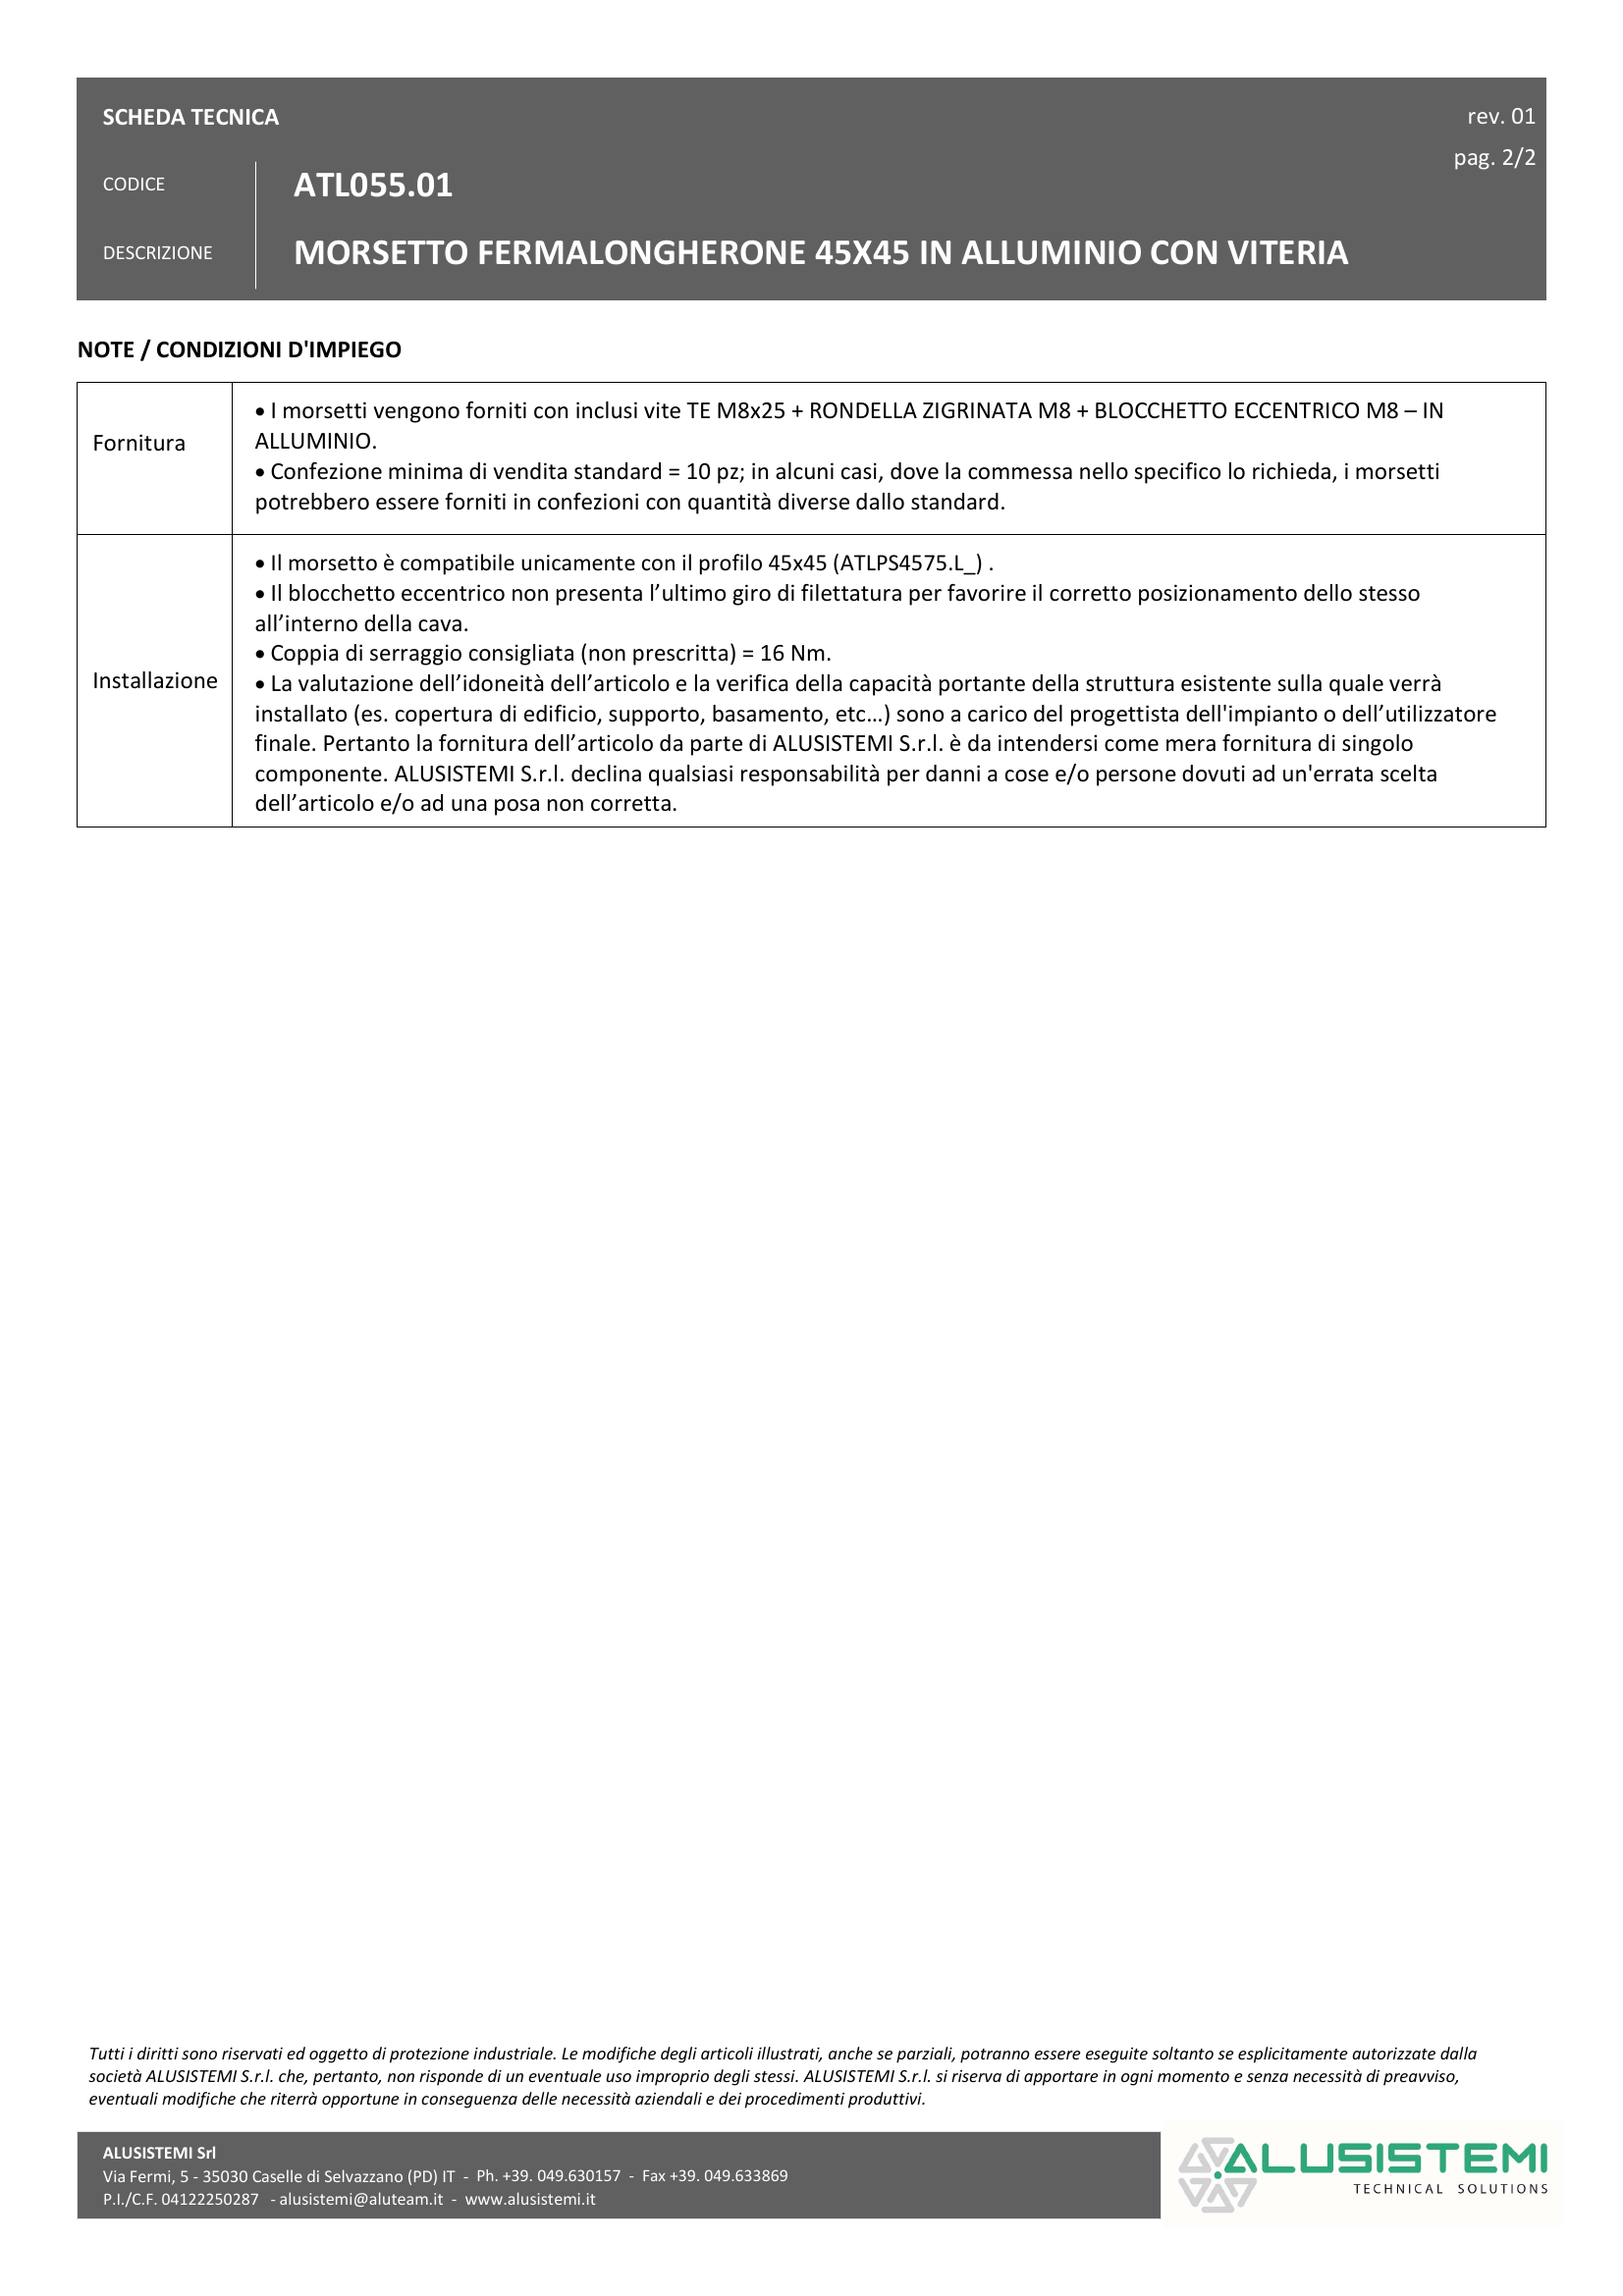 SCHEDA TECNICA
rev. 01
pag. 2/2
CODICE
ATL055.01
DESCRIZIONE
MORSETTO FERMALONGHERONE 45X45 IN ALLUMINIO CON VITERIA
NOTE / CONDIZIONI D'IMPIEGO
Fornitura
• I morsetti vengono forniti con inclusi vite TE M8x25 + RONDELLA ZIGRINATA M8 + BLOCCHETTO ECCENTRICO M8 – IN
ALLUMINIO.
• Confezione minima di vendita standard = 10 pz; in alcuni casi, dove la commessa nello specifico lo richieda, i morsetti
potrebbero essere forniti in confezioni con quantità diverse dallo standard.
Installazione
• Il morsetto è compatibile unicamente con il profilo 45x45 (ATLPS4575.L_) .
• Il blocchetto eccentrico non presenta l’ultimo giro di filettatura per favorire il corretto posizionamento dello stesso
all’interno della cava.
• Coppia di serraggio consigliata (non prescritta) = 16 Nm.
• La valutazione dell’idoneità dell’articolo e la verifica della capacità portante della struttura esistente sulla quale verrà
installato (es. copertura di edificio, supporto, basamento, etc…) sono a carico del progettista dell'impianto o dell’utilizzatore
finale. Pertanto la fornitura dell’articolo da parte di ALUSISTEMI S.r.l. è da intendersi come mera fornitura di singolo
componente. ALUSISTEMI S.r.l. declina qualsiasi responsabilità per danni a cose e/o persone dovuti ad un'errata scelta
dell’articolo e/o ad una posa non corretta.
Tutti i diritti sono riservati ed oggetto di protezione industriale. Le modifiche degli articoli illustrati, anche se parziali, potranno essere eseguite soltanto se esplicitamente autorizzate dalla
società ALUSISTEMI S.r.l. che, pertanto, non risponde di un eventuale uso improprio degli stessi. ALUSISTEMI S.r.l. si riserva di apportare in ogni momento e senza necessità di preavviso,
eventuali modifiche che riterrà opportune in conseguenza delle necessità aziendali e dei procedimenti produttivi.
ALUSISTEMI Srl
Via Fermi, 5 - 35030 Caselle di Selvazzano (PD) IT - Ph. +39. 049.630157 - Fax +39. 049.633869
P.I./C.F. 04122250287 - alusistemi@aluteam.it - www.alusistemi.it
ALUSISTEMI
TECHNICAL SOLUTIONS